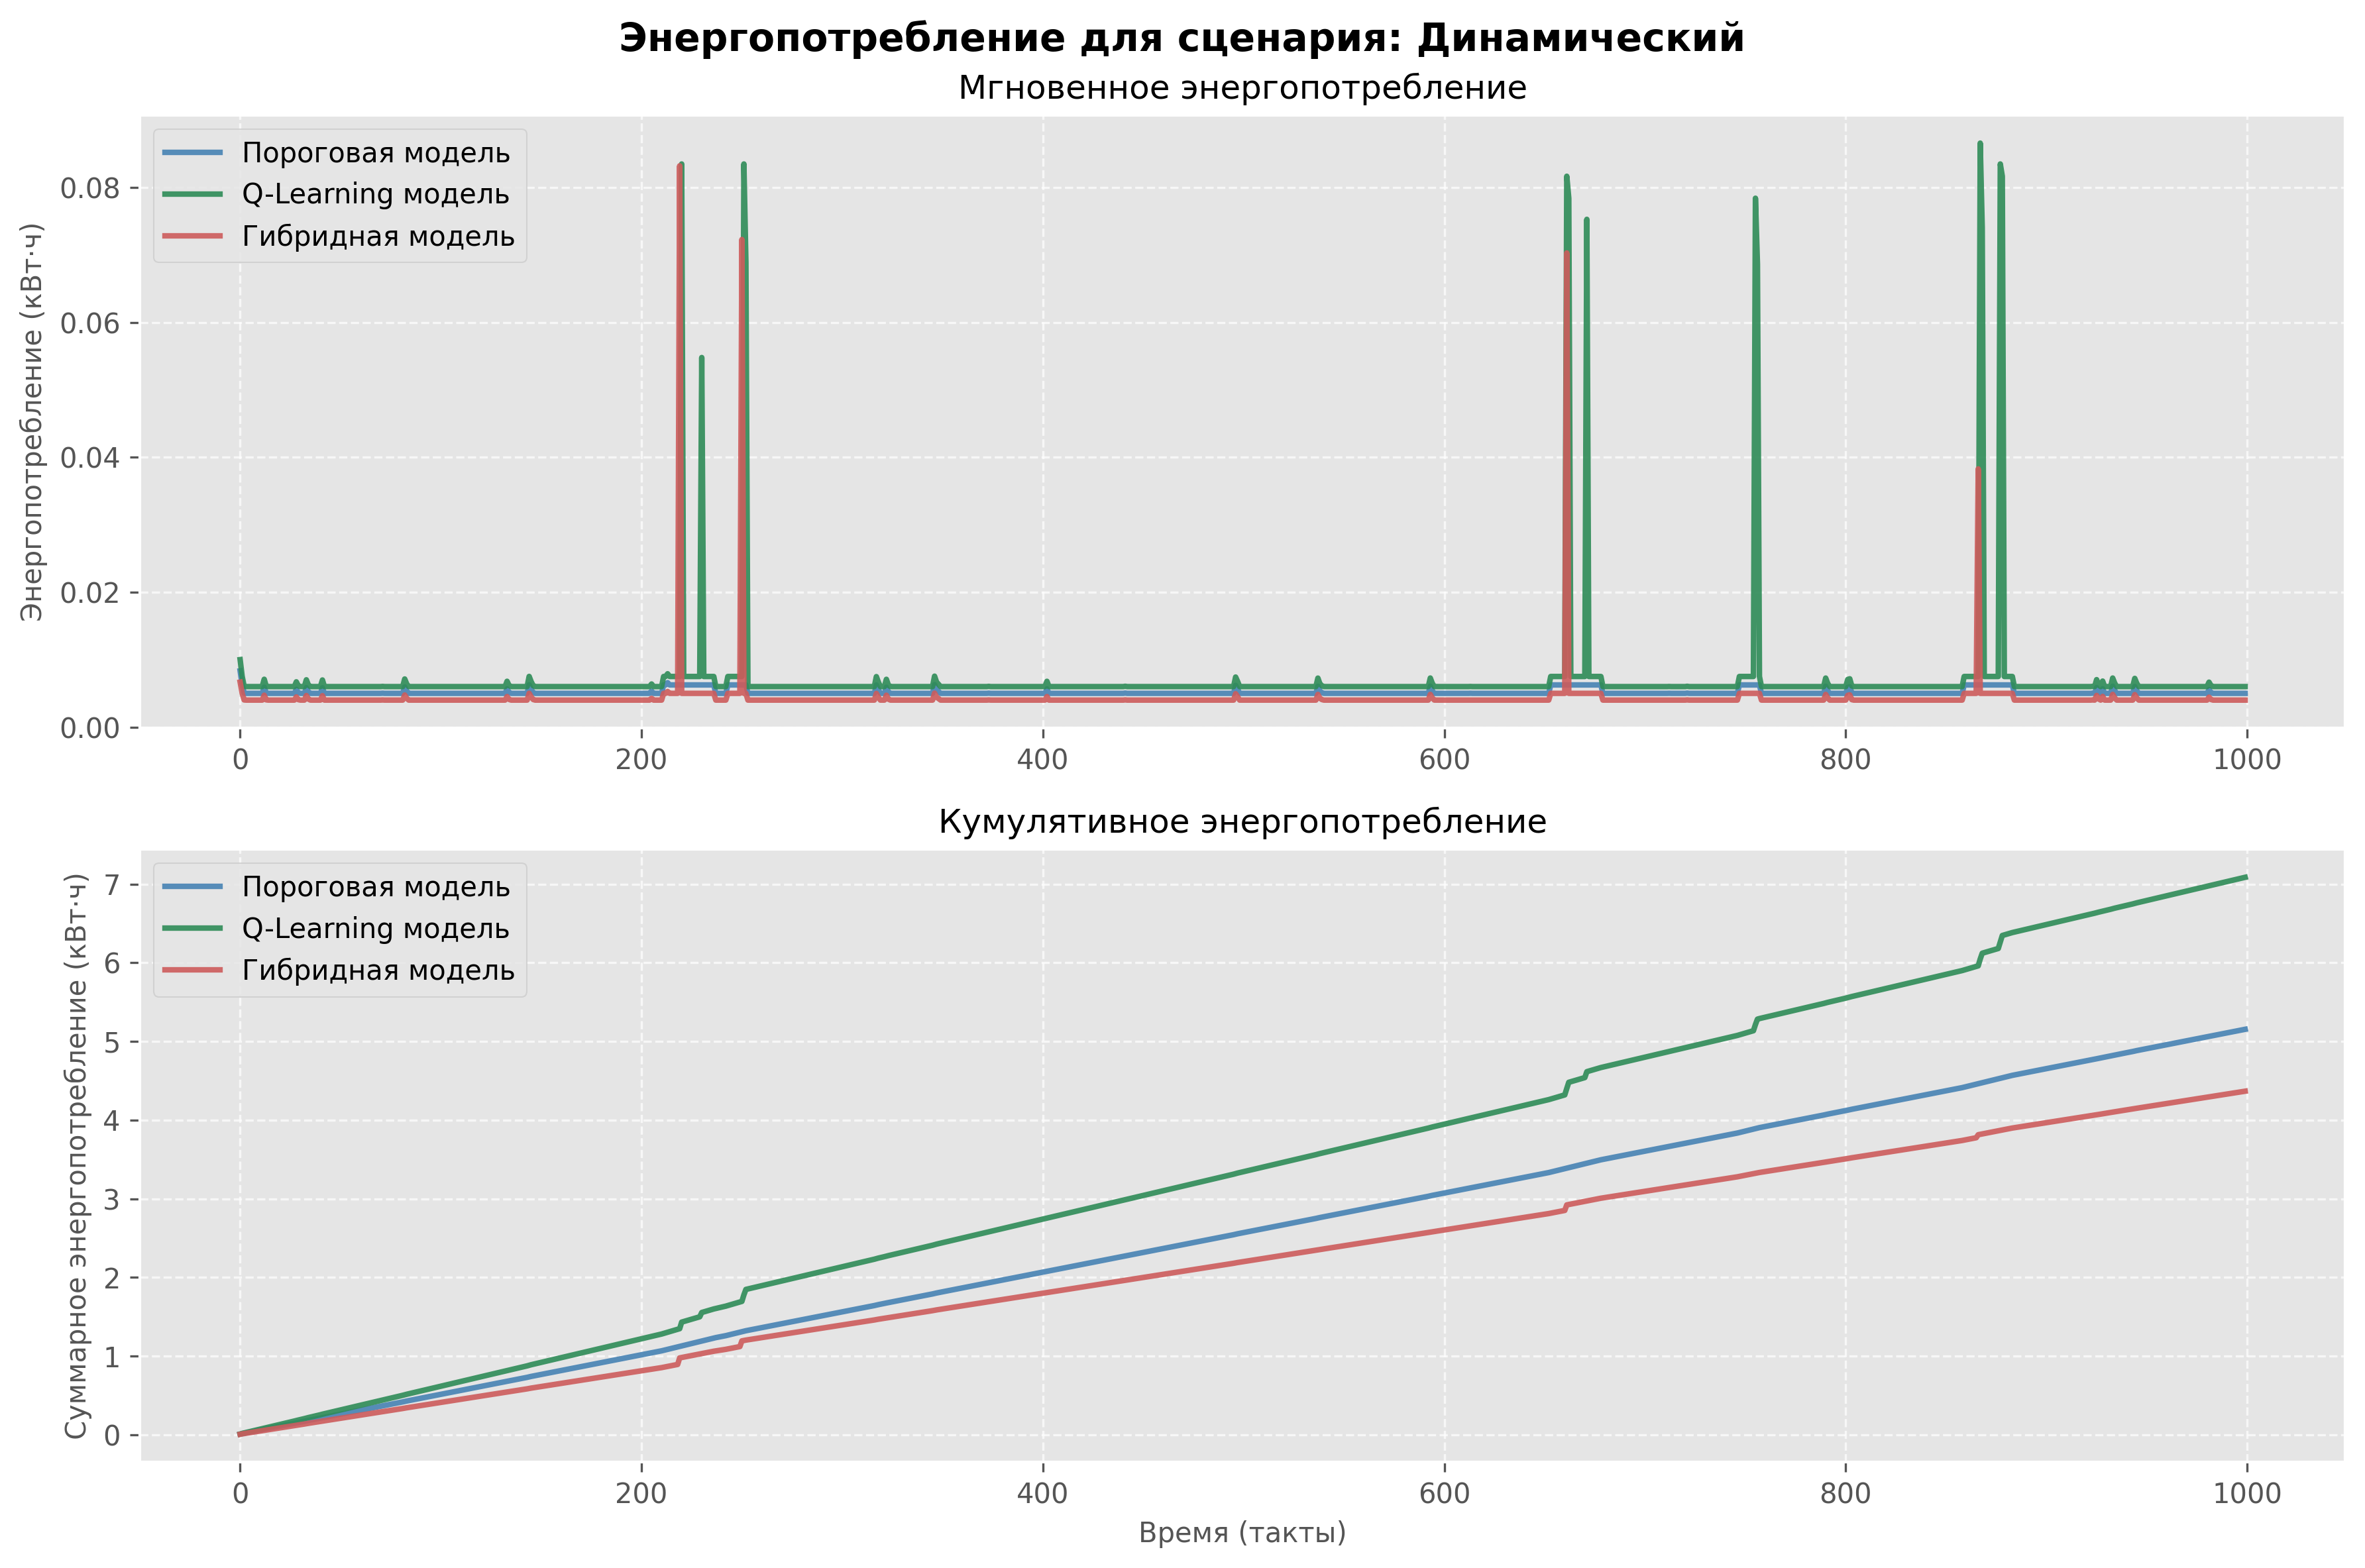 Энергопотребление для сценария: Динамический
Мгновенное энергопотребление
Пороговая модель
Q-Learning модель
Гибридная модель
Энергопотребление (кВт·ч)
0.08
0.06
0.04
0.02
0.00
0 200 400 600 800 1000
Кумулятивное энергопотребление
Пороговая модель
Q-Learning модель
Гибридная модель
Суммарное энергопотребление (кВт·ч)
7
6
5
4
3
2
1
0
0 200 400 600 800 1000
Время (такты)